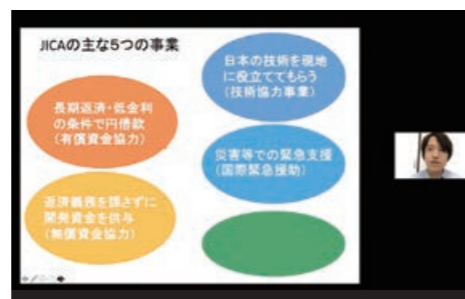 JICAの主な5つの事業
長期返済・低金利
の条件で円借款
(有償資金協力)
返済義務を課さずに
開発資金を供与
(無償資金協力)
日本の技術を現地
に役立ててもらう
(技術協力事業)
災害等での緊急支援
(国際緊急援助)